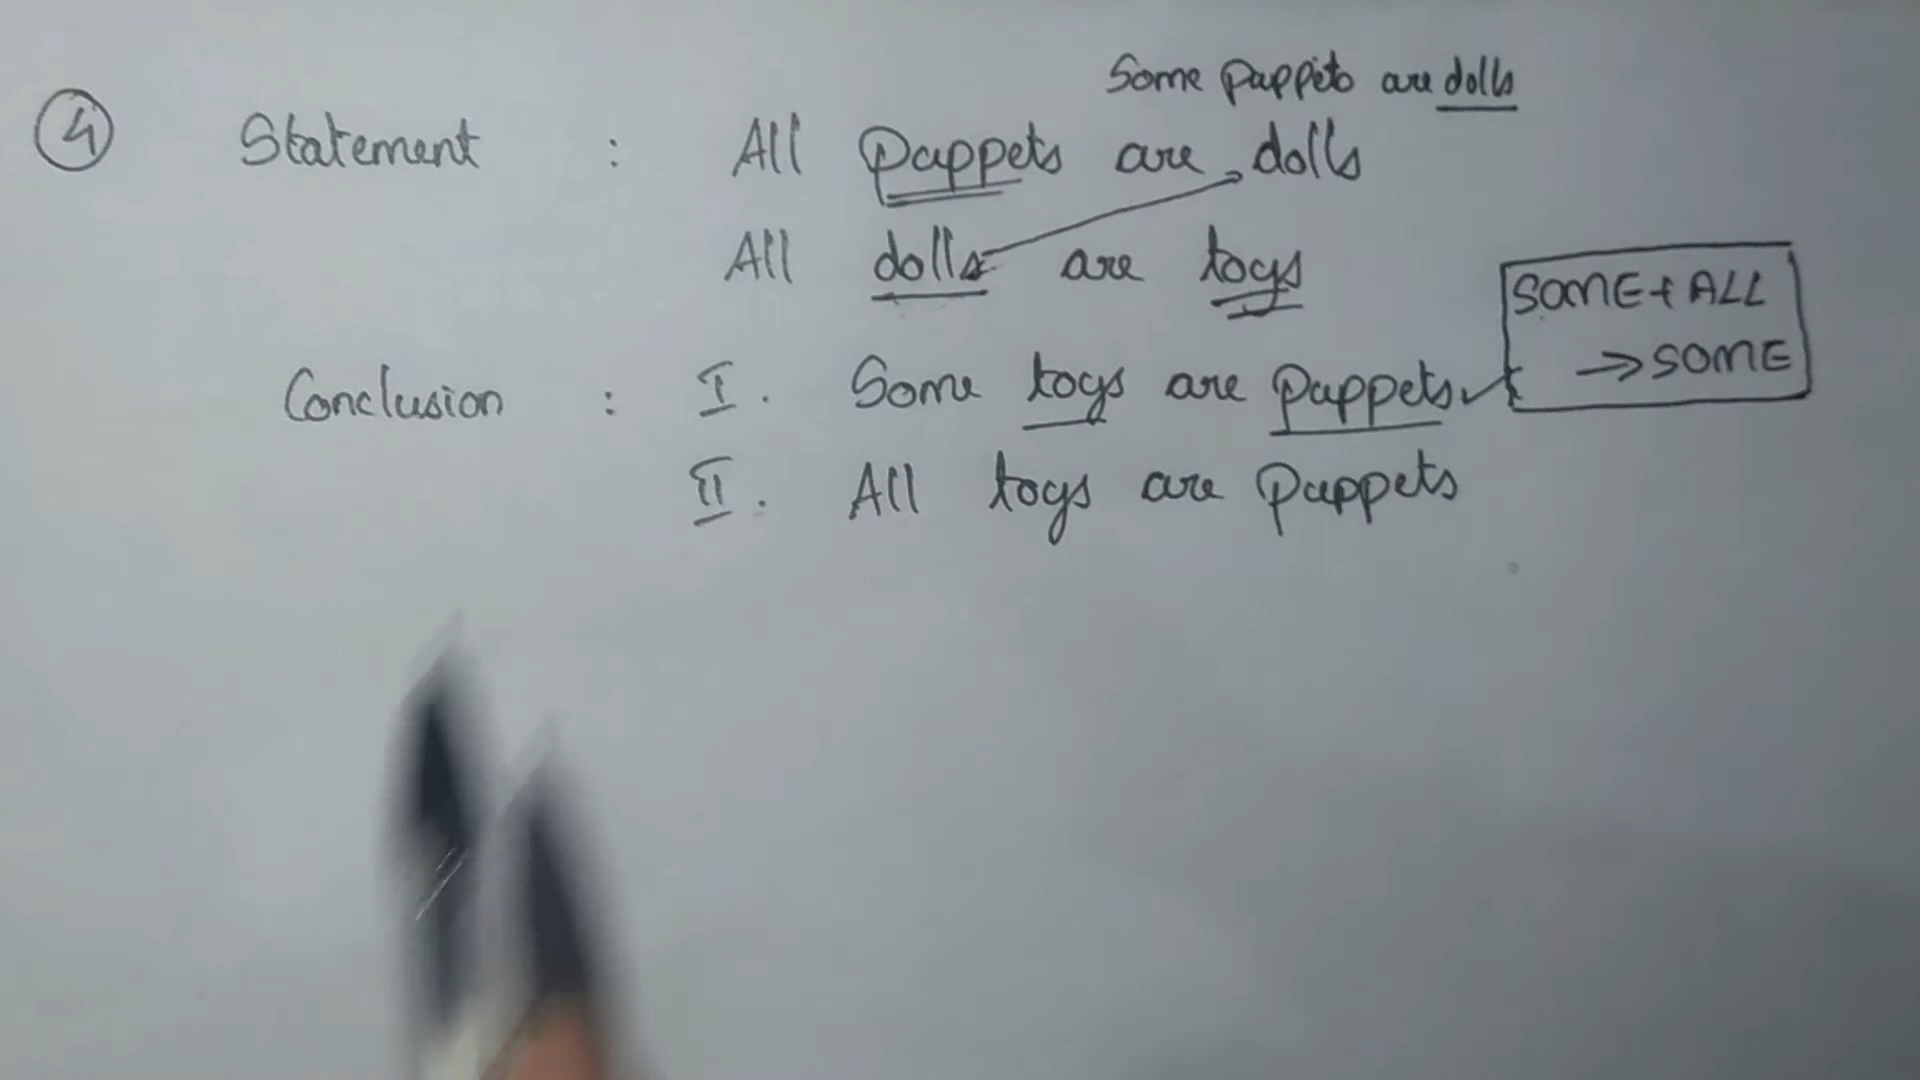 Some puppets are dolls
4 Statement : All puppets are dolls
All dolls are toys
SOME + ALL
→ SOME
Conclusion : I. Some toys are puppets ✓
II. All toys are puppets